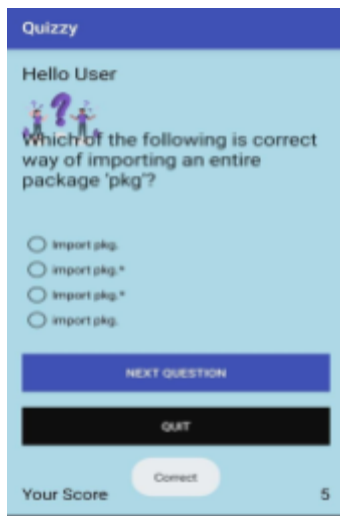 Quizzy
Hello User
Which of the following is correct
way of importing an entire
package 'pkg'?
Import pkg.
import pkg.*
Import pkg.*
import pkg.
NEXT QUESTION
QUIT
Correct
Your Score 5